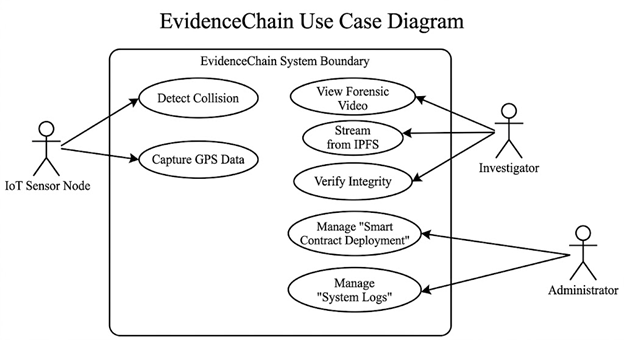 EvidenceChain Use Case Diagram
EvidenceChain System Boundary
Detect Collision
Capture GPS Data
IoT Sensor Node
View Forensic
Video
Stream
from IPFS
Verify Integrity
Investigator
Manage "Smart
Contract Deployment"
Manage
"System Logs"
Administrator